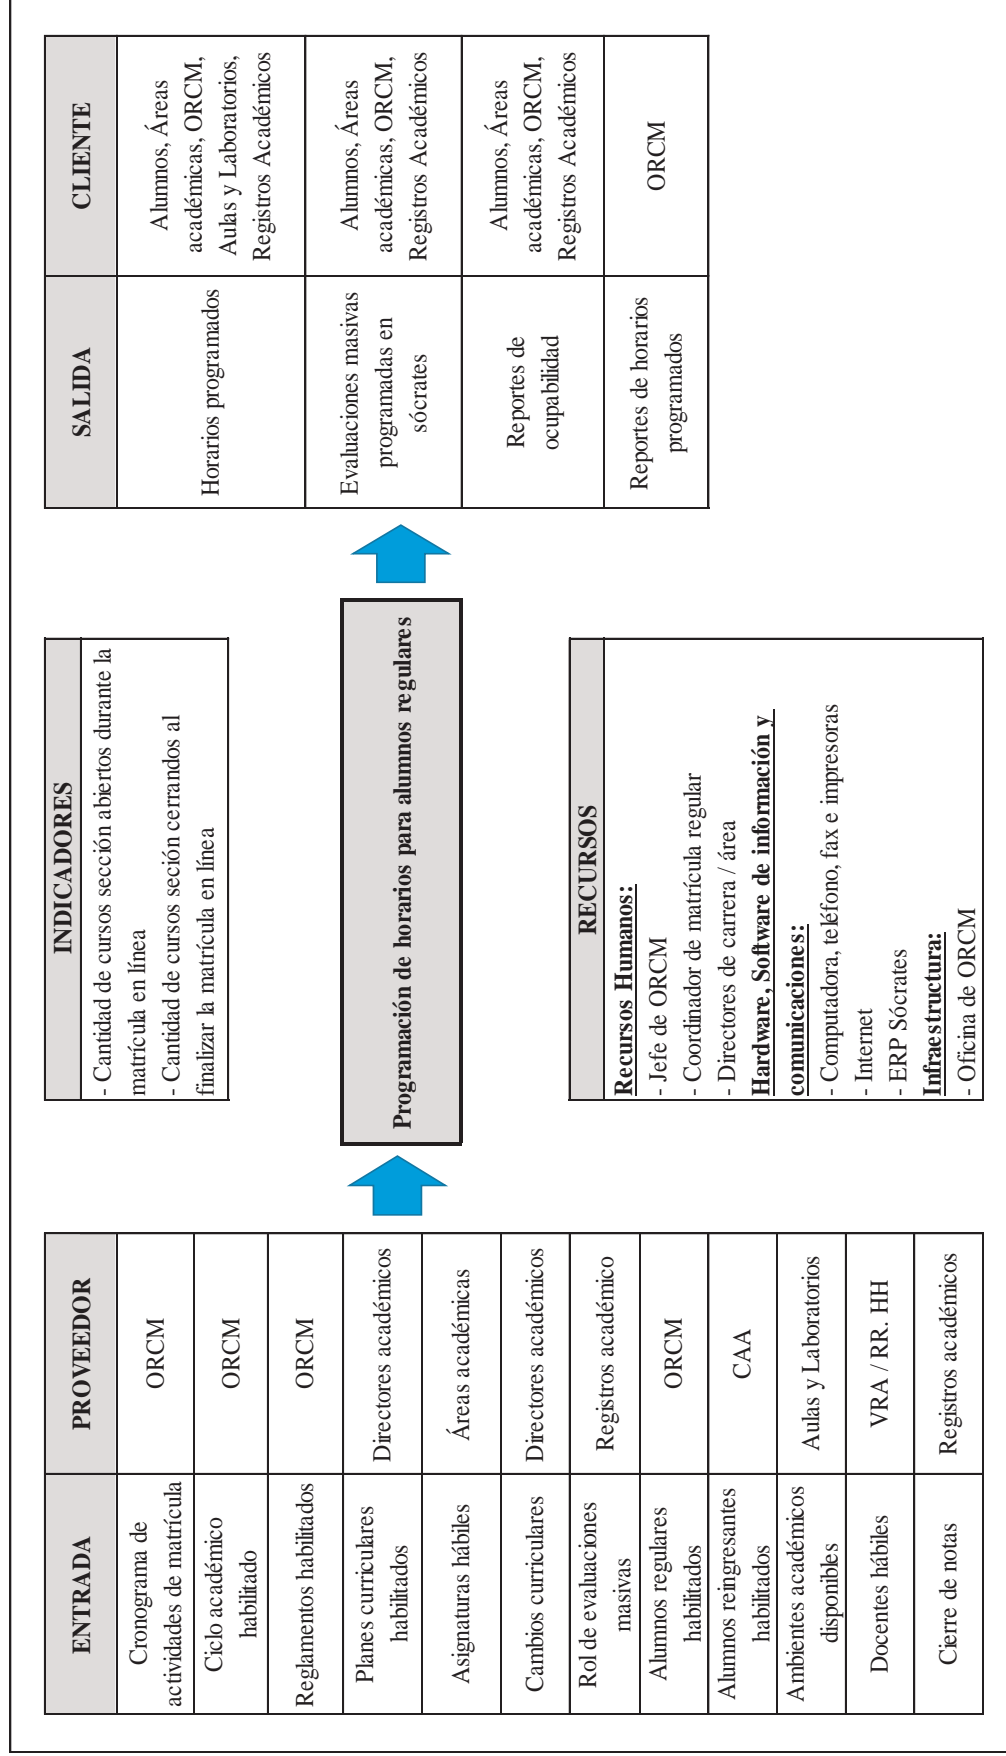 ENTRADA
PROVEEDOR
Cronograma de
actividades de matrícula
ORCM
Ciclo académico
habilitado
ORCM
Reglamentos habilitados
ORCM
Planes curriculares
habilitados
Directores académicos
Asignaturas hábiles
Áreas académicas
Cambios curriculares
Directores académicos
Rol de evaluaciones
masivas
Registros académico
Alumnos regulares
habilitados
ORCM
Alumnos reingresantes
habilitados
CAA
Ambientes académicos
disponibles
Aulas y Laboratorios
Docentes hábiles
VRA / RR. HH
Cierre de notas
Registros académicos
INDICADORES
- Cantidad de cursos sección abiertos durante la
matrícula en línea
- Cantidad de cursos seción cerrandos al
finalizar la matrícula en línea
Programación de horarios para alumnos regulares
RECURSOS
Recursos Humanos:
- Jefe de ORCM
- Coordinador de matrícula regular
- Directores de carrera / área
Hardware, Software de información y
comunicaciones:
- Computadora, teléfono, fax e impresoras
- Internet
- ERP Sócrates
Infraestructura:
- Oficina de ORCM
SALIDA
CLIENTE
Horarios programados
Alumnos, Áreas
académicas, ORCM,
Aulas y Laboratorios,
Registros Académicos
Evaluaciones masivas
programadas en
sócrates
Alumnos, Áreas
académicas, ORCM,
Registros Académicos
Reportes de
ocupabilidad
Alumnos, Áreas
académicas, ORCM,
Registros Académicos
Reportes de horarios
programados
ORCM